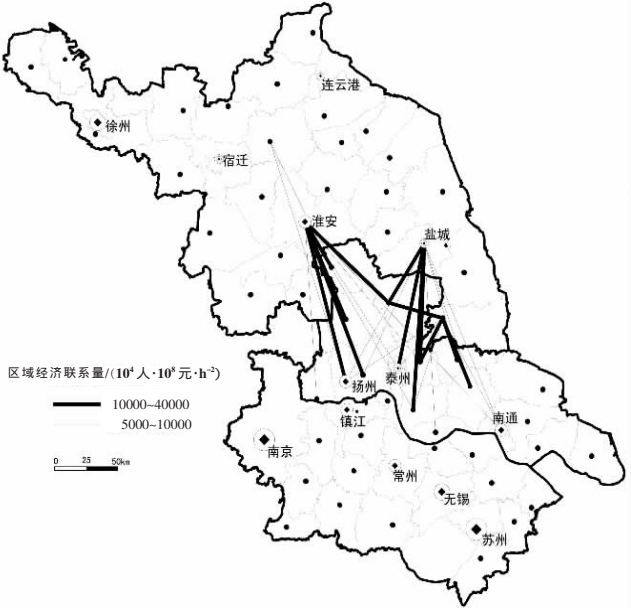 连云港
徐州
宿迁
淮安
盐城
区域经济联系量/(10⁴人·10⁸元·h⁻²)
10000~40000
5000~10000
0 25 50km
扬州
泰州
镇江
南通
南京
常州
无锡
苏州